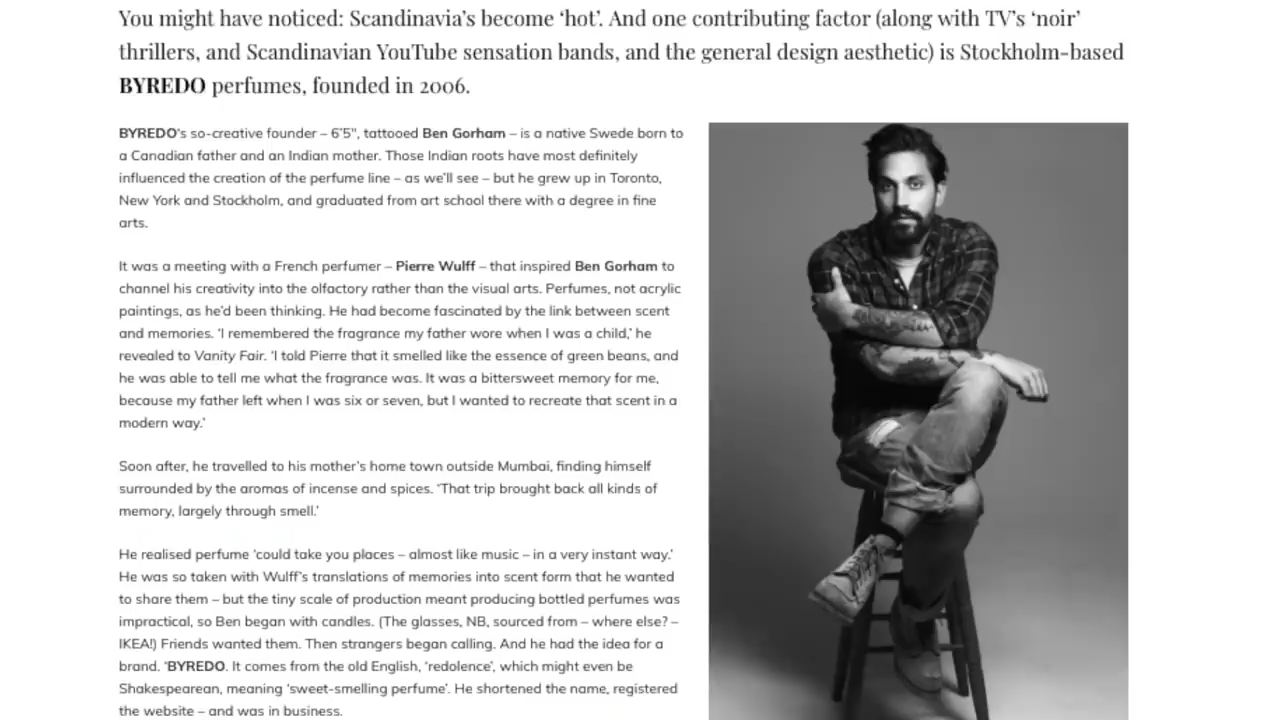 You might have noticed: Scandinavia’s become ‘hot’. And one contributing factor (along with TV’s ‘noir’
thrillers, and Scandinavian YouTube sensation bands, and the general design aesthetic) is Stockholm-based
BYREDO perfumes, founded in 2006.
BYREDO’s so-creative founder – 6’5”, tattooed Ben Gorham – is a native Swede born to
a Canadian father and an Indian mother. Those Indian roots have most definitely
influenced the creation of the perfume line – as we’ll see – but he grew up in Toronto,
New York and Stockholm, and graduated from art school there with a degree in fine
arts.
It was a meeting with a French perfumer – Pierre Wulff – that inspired Ben Gorham to
channel his creativity into the olfactory rather than the visual arts. Perfumes, not acrylic
paintings, as he’d been thinking. He had become fascinated by the link between scent
and memories. ‘I remembered the fragrance my father wore when I was a child,’ he
revealed to Vanity Fair. ‘I told Pierre that it smelled like the essence of green beans, and
he was able to tell me what the fragrance was. It was a bittersweet memory for me,
because my father left when I was six or seven, but I wanted to recreate that scent in a
modern way.’
Soon after, he travelled to his mother’s home town outside Mumbai, finding himself
surrounded by the aromas of incense and spices. ‘That trip brought back all kinds of
memory, largely through smell.’
He realised perfume ‘could take you places – almost like music – in a very instant way.’
He was so taken with Wulff’s translations of memories into scent form that he wanted
to share them – but the tiny scale of production meant producing bottled perfumes was
impractical, so Ben began with candles. (The glasses, NB, sourced from – where else? –
IKEA!) Friends wanted them. Then strangers began calling. And he had the idea for a
brand. ‘BYREDO. It comes from the old English, ‘redolence’, which might even be
Shakespearean, meaning ‘sweet-smelling perfume’. He shortened the name, registered
the website – and was in business.